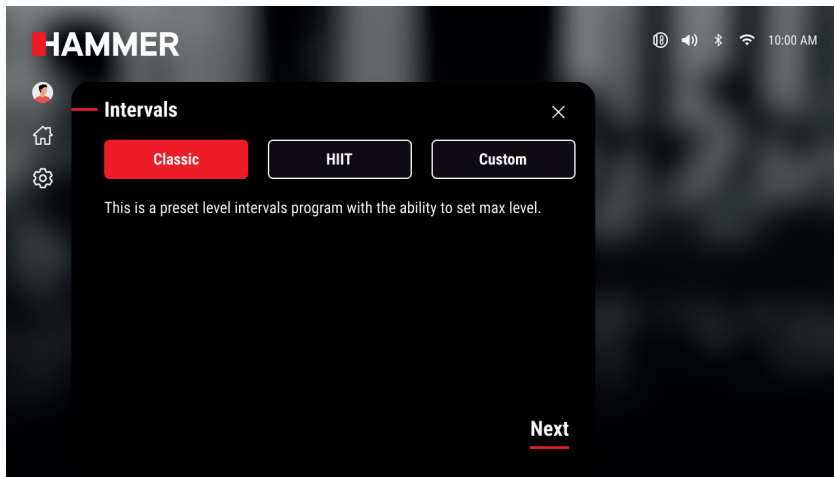 HAMMER
10:00 AM
Intervals
Classic HIIT Custom
This is a preset level intervals program with the ability to set max level.
Next